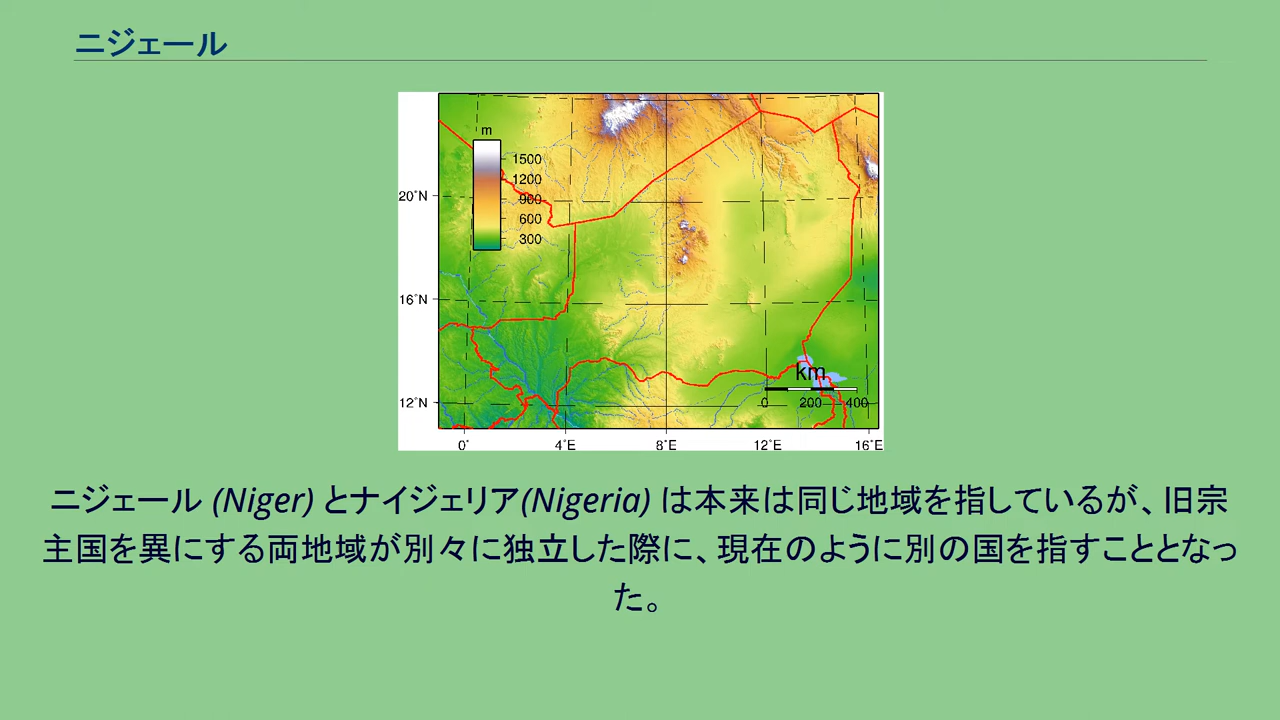 ニジェール
m
1500
1200
900
600
300
20°N
16°N
12°N
km
0 200 400
0° 4°E 8°E 12°E 16°E
ニジェール (Niger) とナイジェリア(Nigeria) は本来は同じ地域を指しているが、旧宗
主国を異にする両地域が別々に独立した際に、現在のように別の国を指すこととなっ
た。